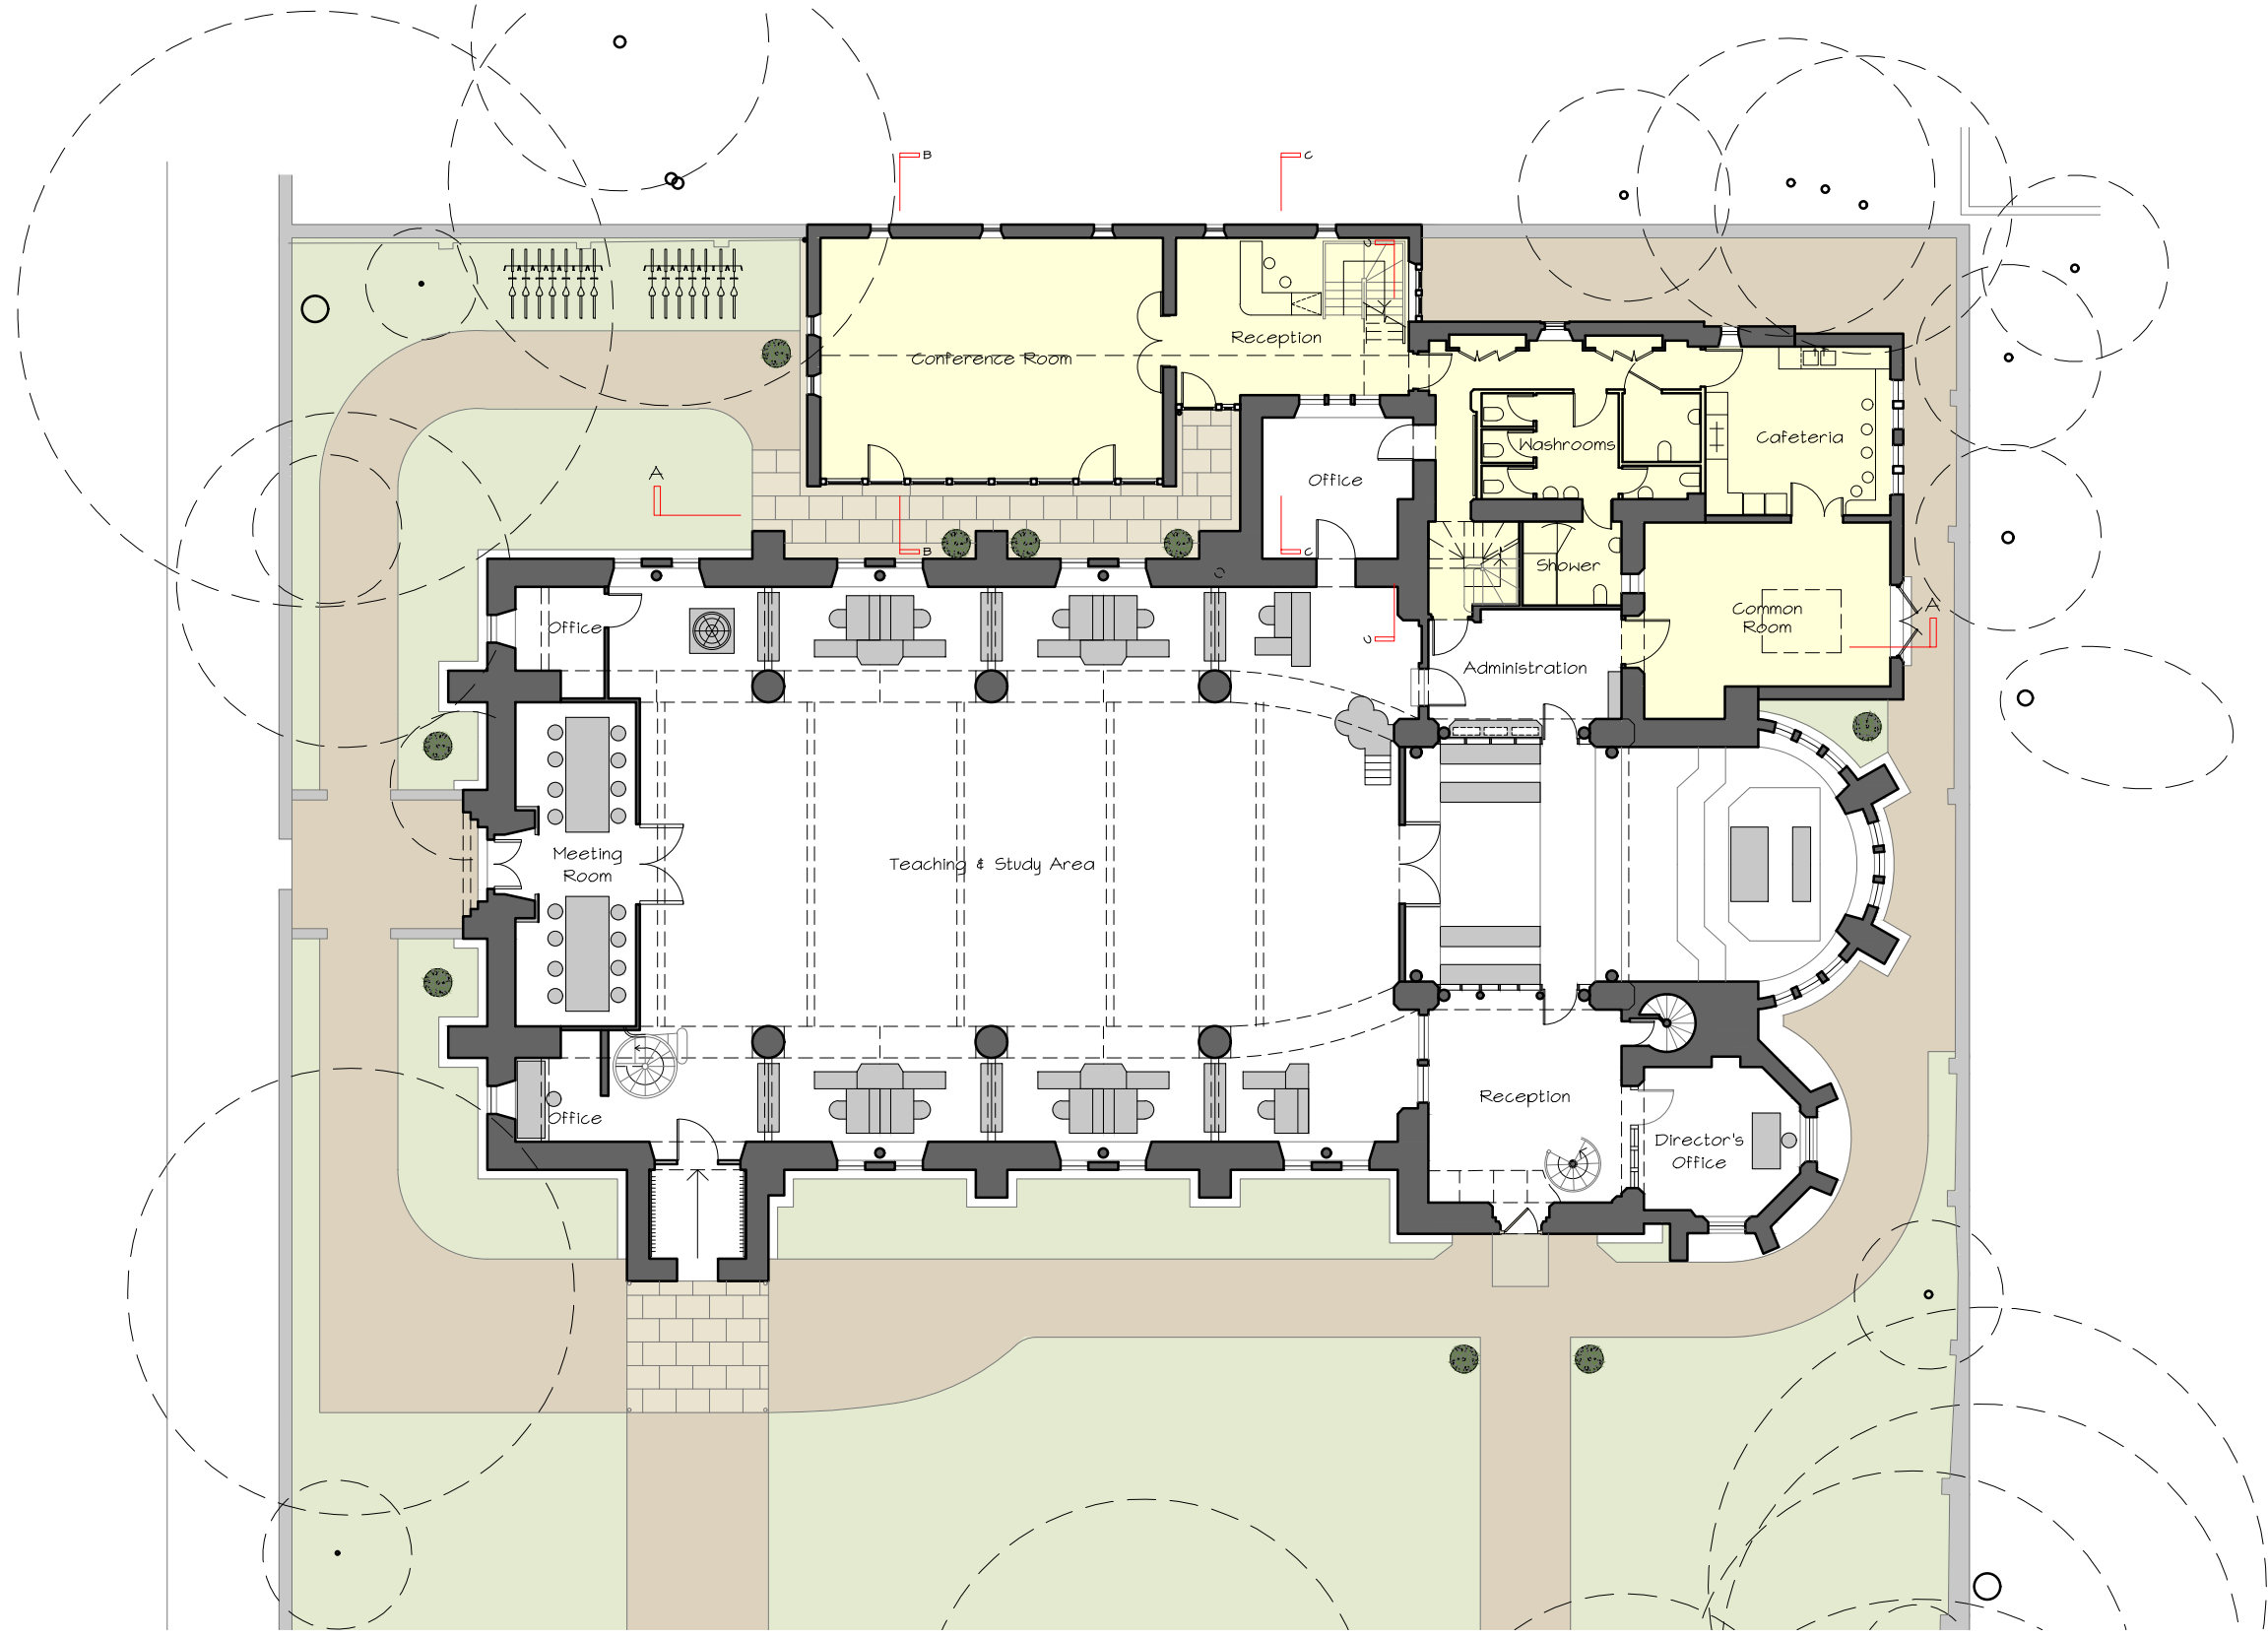 B
C
C
Reception
Conference Room
Cafeteria
Washrooms
A
Office
B
C
Shower
A
Common
Room
Office
C
Administration
Meeting
Room
Teaching & Study Area
Reception
Office
Director's
Office